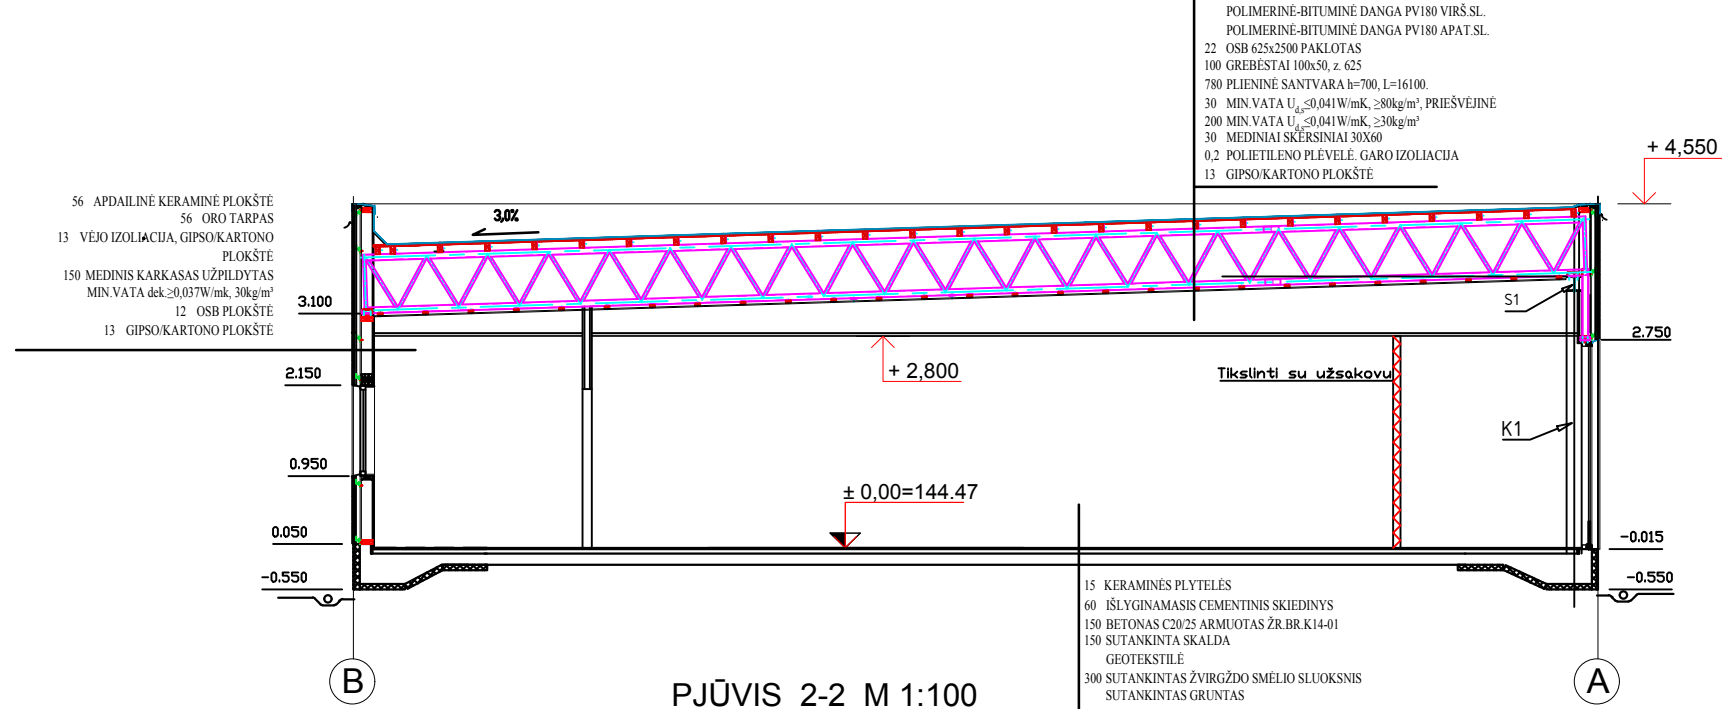 POLIMERINĖ-BITUMINĖ DANGA PV180 VIRŠ.SL.
POLIMERINĖ-BITUMINĖ DANGA PV180 APAT.SL.
22 OSB 625x2500 PAKLOTAS
100 GREBĖSTAI 100x50, z. 625
780 PLIENINĖ SANTVARA h=700, L=16100.
30 MIN.VATA U_d,s≤0,041W/mK, ≥80kg/m³, PRIEŠVĖJINĖ
200 MIN.VATA U_d,s≤0,041W/mK, ≥30kg/m³
30 MEDINIAI SKĖRSINIAI 30X60
0,2 POLIETILENO PLĖVELĖ. GARO IZOLIACIJA
13 GIPSO/KARTONO PLOKŠTĖ
+ 4,550
56 APDAILINĖ KERAMINĖ PLOKŠTĖ
56 ORO TARPAS
13 VĖJO IZOLIACIJA, GIPSO/KARTONO
PLOKŠTĖ
150 MEDINIS KARKASAS UŽPILDYTAS
MIN.VATA dek.≥0,037W/mk, 30kg/m³
12 OSB PLOKŠTĖ
13 GIPSO/KARTONO PLOKŠTĖ
3,0%
3.100
S1
2.750
2.150
+ 2,800
Tikslinti su užsakovu
K1
0.950
± 0,00=144.47
0.050
-0.015
-0.550
-0.550
15 KERAMINĖS PLYTELĖS
60 IŠLYGINAMASIS CEMENTINIS SKIEDINYS
150 BETONAS C20/25 ARMUOTAS ŽR.BR.K14-01
150 SUTANKINTA SKALDA
GEOTEKSTILĖ
300 SUTANKINTAS ŽVIRGŽDO SMĖLIO SLUOKSNIS
SUTANKINTAS GRUNTAS
B
A
PJŪVIS 2-2 M 1:100